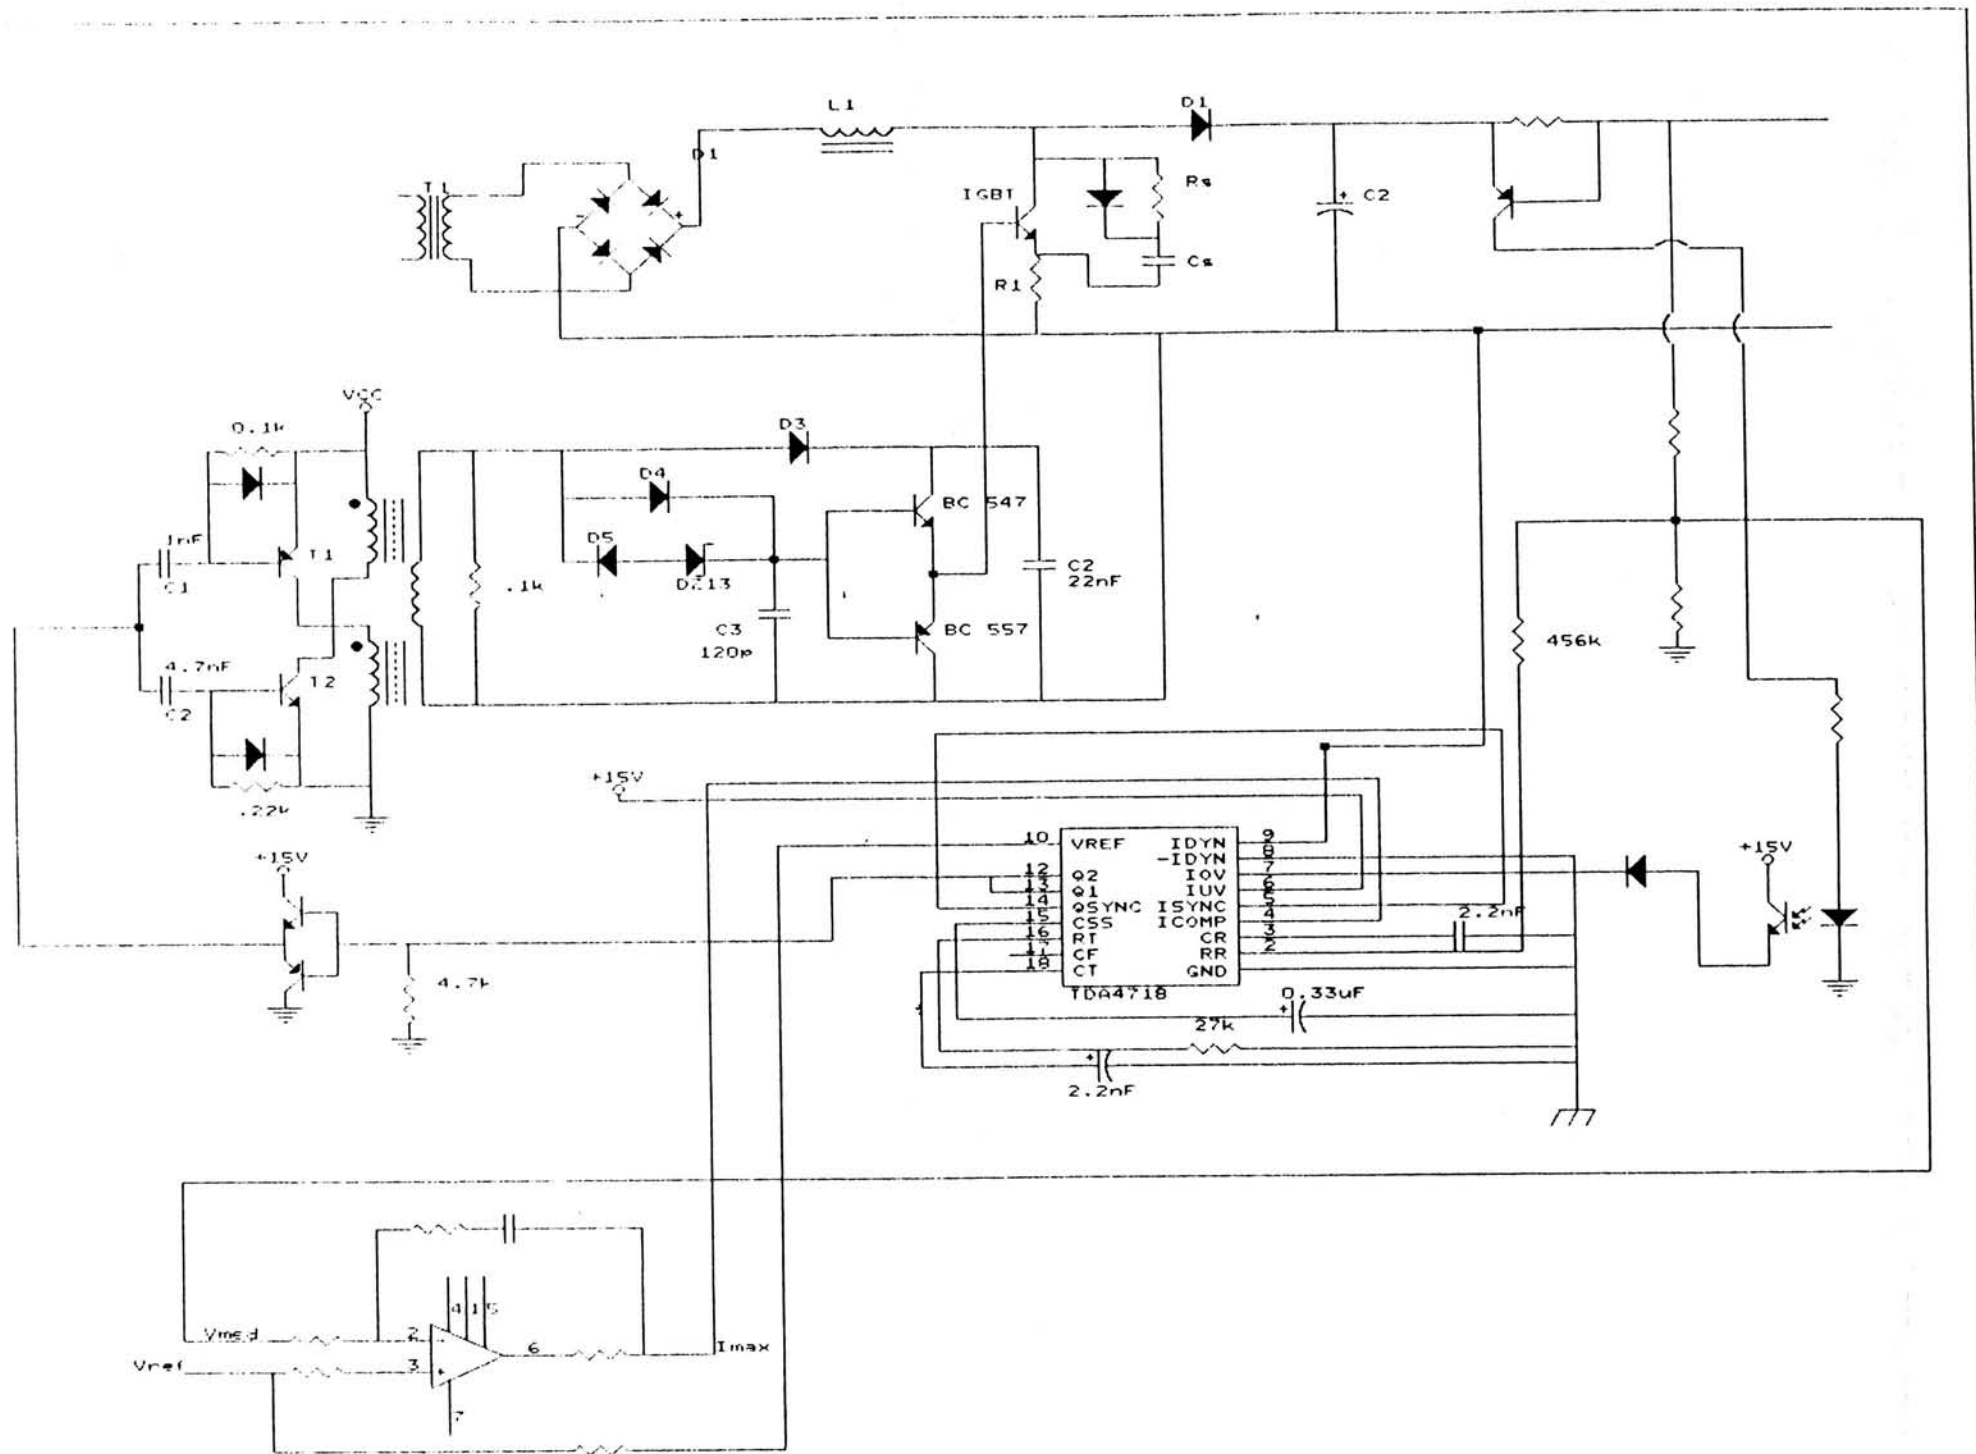 L1
D1
D1
T1
IGBT
Rs
+
C2
Cs
R1
-
+
VCC
0.1k
D3
D4
BC 547
1nF
T1
D5
C1
.1k
DZ13
C2
22nF
C3
BC 557
120p
456k
4.7nF
T2
C2
+15V
.22k
+15V
+15V
10 VREF IDYN 9
-IDYN 8
12 Q2 IOV 7
13 Q1 IUV 6
14 QSYNC ISYNC 5
15 CSS ICOMP 4
2.2nF
16 RT CR 3
CF RR 2
18 CT GND
TDA4718
4.7k
0.33uF
+
27k
+
2.2nF
4 1 5
Vmed 2 -
6 Imax
Vref 3 +
7